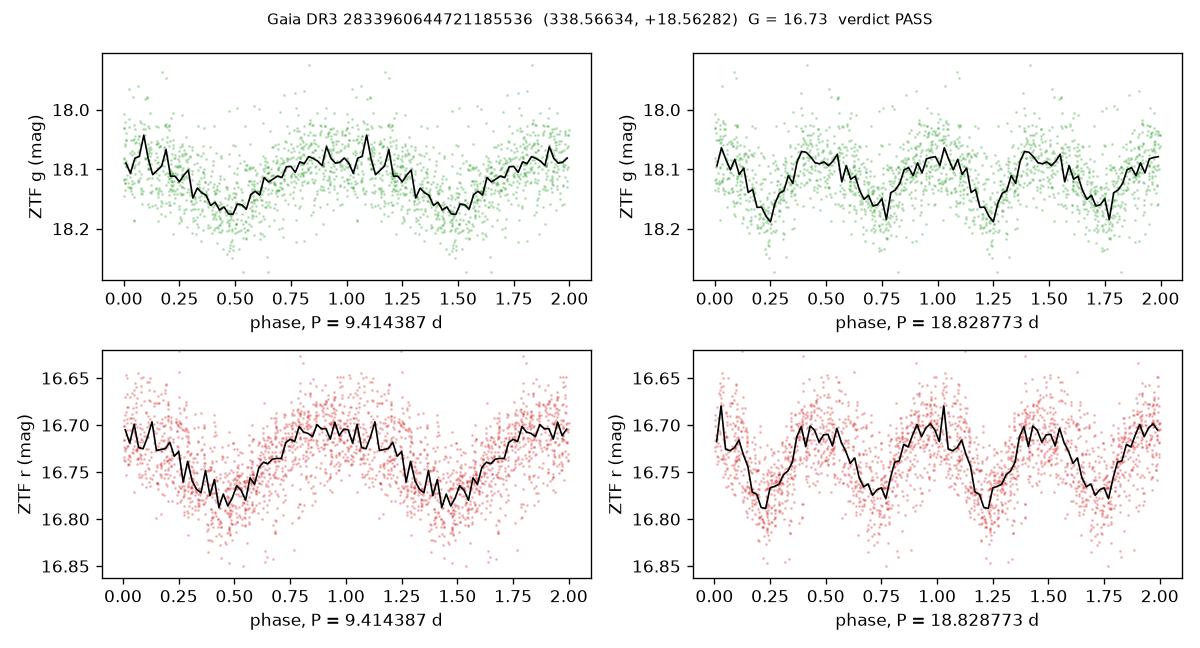 Gaia DR3 2833960644721185536 (338.56634, +18.56282) G = 16.73 verdict PASS
ZTF g (mag)
18.0
18.1
18.2
0.00 0.25 0.50 0.75 1.00 1.25 1.50 1.75 2.00
phase, P = 9.414387 d
ZTF g (mag)
18.0
18.1
18.2
0.00 0.25 0.50 0.75 1.00 1.25 1.50 1.75 2.00
phase, P = 18.828773 d
ZTF r (mag)
16.65
16.70
16.75
16.80
16.85
0.00 0.25 0.50 0.75 1.00 1.25 1.50 1.75 2.00
phase, P = 9.414387 d
ZTF r (mag)
16.65
16.70
16.75
16.80
16.85
0.00 0.25 0.50 0.75 1.00 1.25 1.50 1.75 2.00
phase, P = 18.828773 d